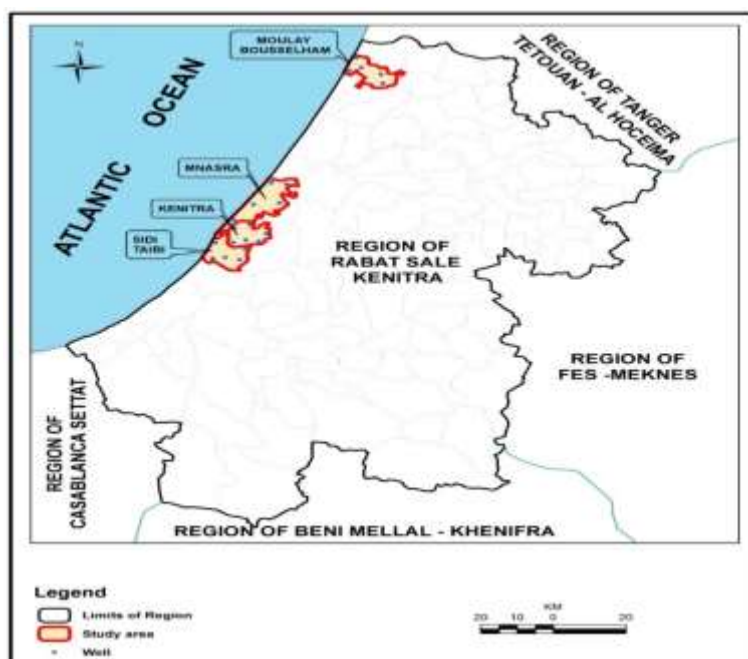 MOULAY
BOUSSELHAM
N
REGION OF TANGER
TETOUAN - AL HOCEIMA
ATLANTIC OCEAN
MNASRA
KENITRA
SIDI
TAIBI
REGION OF
RABAT SALE
KENITRA
REGION OF
FES -MEKNES
REGION OF
CASABLANCA SETTAT
REGION OF BENI MELLAL - KHENIFRA
Legend
Limits of Region
Study area
Well
KM
20 10 0 20